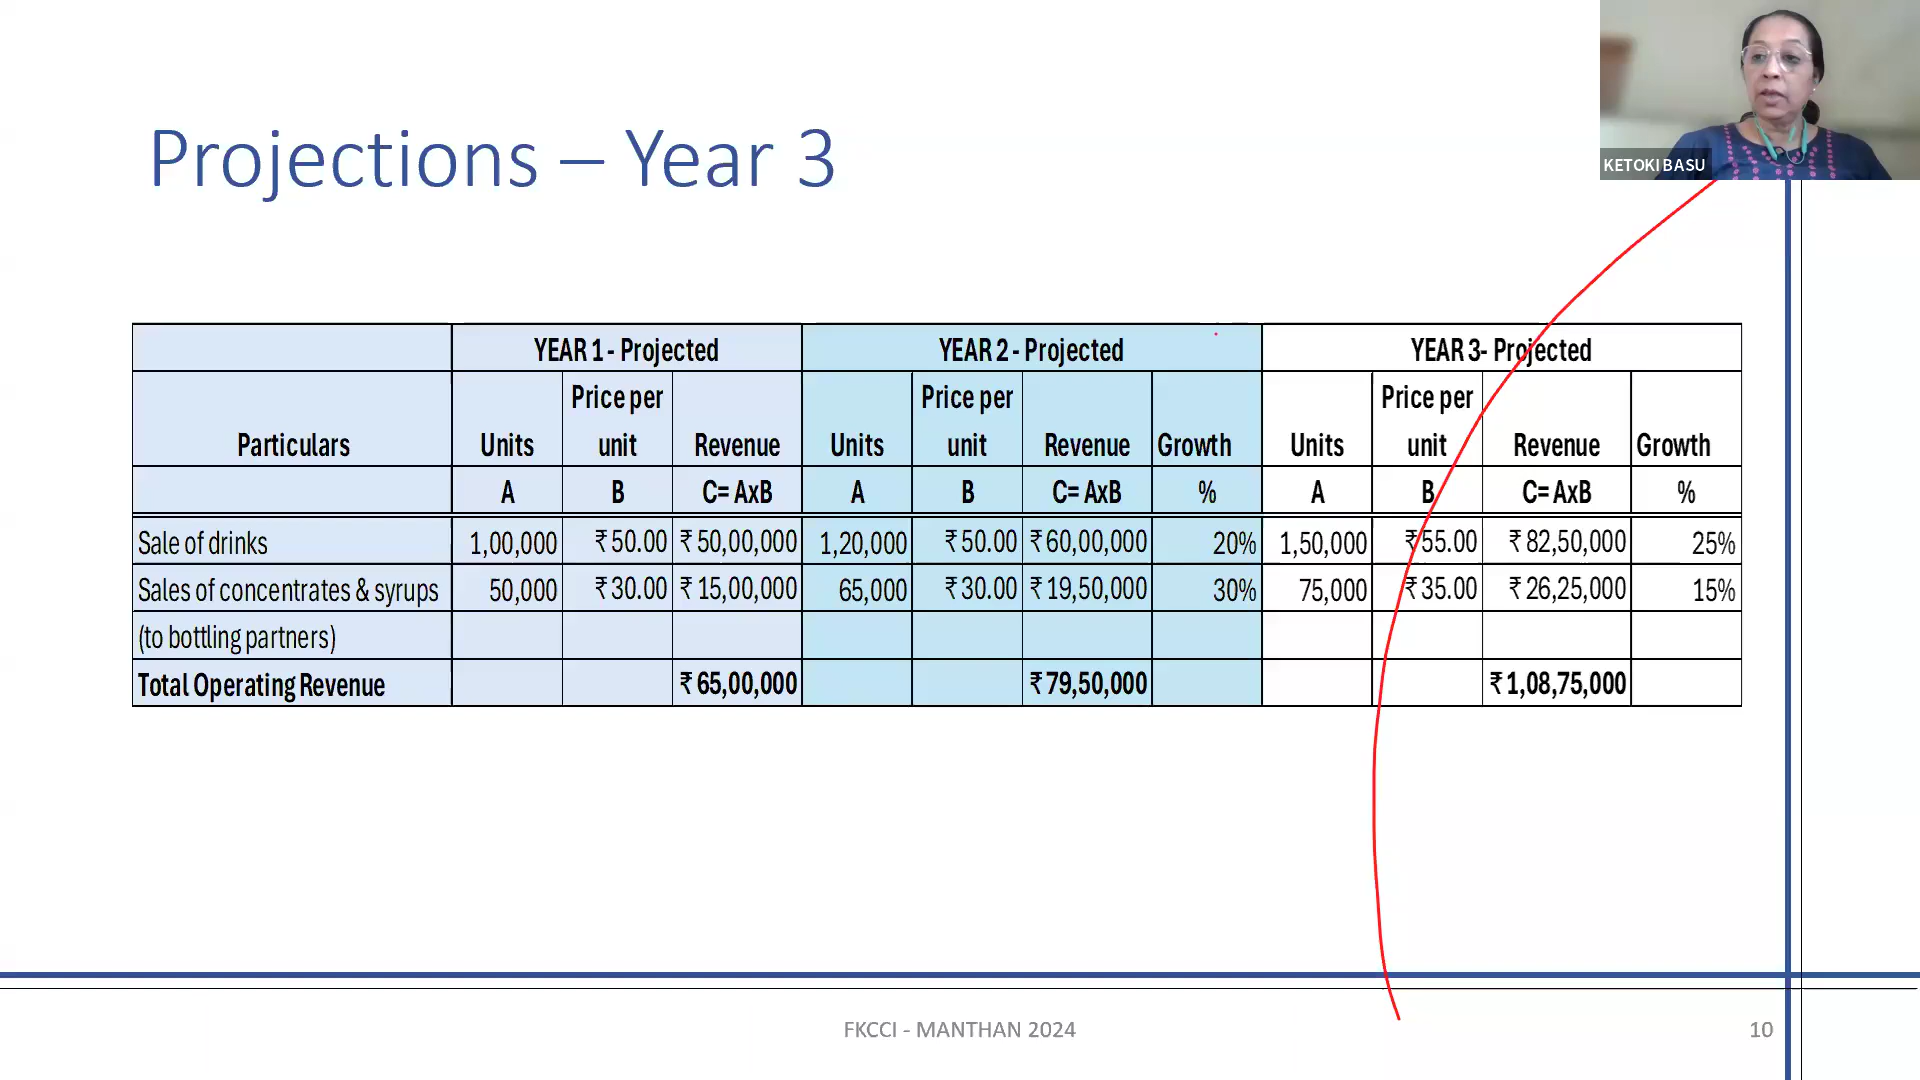 KETOKI BASU
Projections – Year 3
YEAR 1 - Projected YEAR 2 - Projected YEAR 3- Projected
Particulars Units Price per unit Revenue Units Price per unit Revenue Growth Units Price per unit Revenue Growth
A B C= AxB A B C= AxB % A B C= AxB %
Sale of drinks 1,00,000 ₹50.00 ₹50,00,000 1,20,000 ₹50.00 ₹60,00,000 20% 1,50,000 ₹55.00 ₹82,50,000 25%
Sales of concentrates & syrups 50,000 ₹30.00 ₹15,00,000 65,000 ₹30.00 ₹19,50,000 30% 75,000 ₹35.00 ₹26,25,000 15%
(to bottling partners)
Total Operating Revenue ₹65,00,000 ₹79,50,000 ₹1,08,75,000
FKCCI - MANTHAN 2024
10